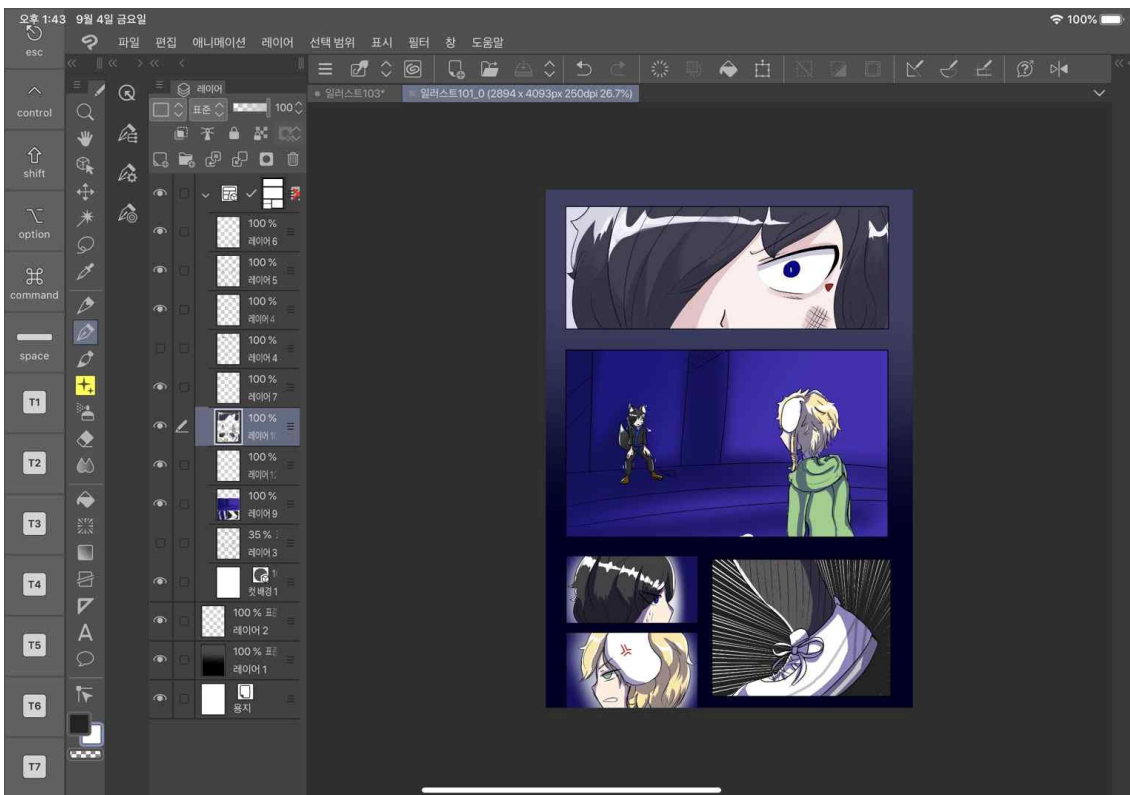 오후 1:43 9월 4일 금요일
100%
esc
control
shift
option
command
space
T1
T2
T3
T4
T5
T6
T7
파일 편집 애니메이션 레이어 선택 범위 표시 필터 창 도움말
레이어
일러스트103*
일러스트101_0 (2894 x 4093px 250dpi 26.7%)
표준 100
100 %
레이어 6
100 %
레이어 5
100 %
레이어 4
100 %
레이어 4
100 %
레이어 7
100 %
레이어
100 %
레이어
100 %
레이어 9
35 %
레이어 3
컷 배경 1
100 %
레이어 2
100 %
레이어 1
용지